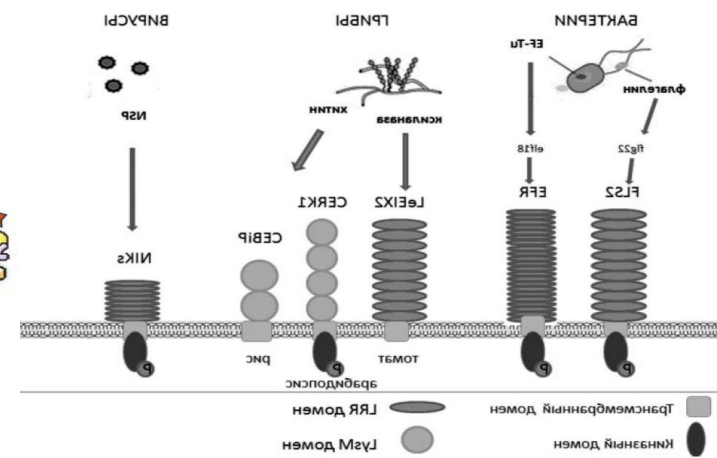 БАКТЕРИИ
ГРИБЫ
ВИРУСЫ
EF-Tu
флагелин
хитин
ксиланаза
NSP
elf18
flg22
FLS2
EFR
LeEIX2
CERK1
CEBiP
NIKs
P
P
P
P
томат
рис
арабидопсис
Трансмембранный домен
LRR домен
Киназный домен
LysM домен